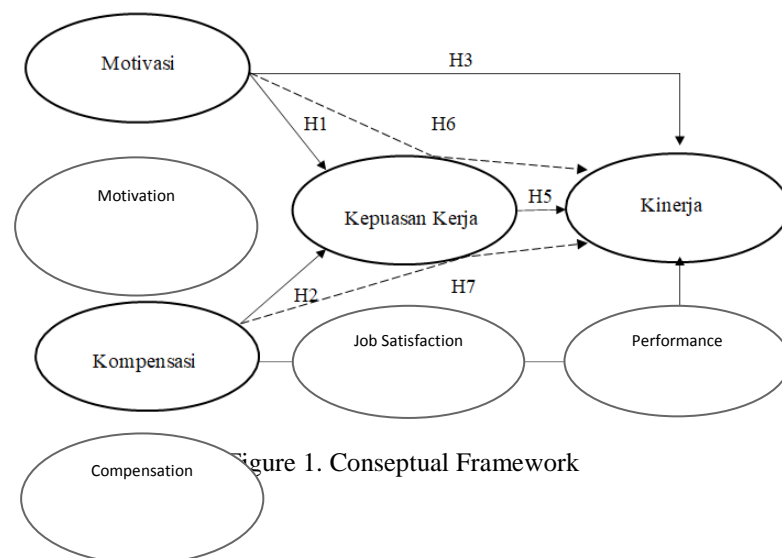 Motivasi
H3
H1
H6
Motivation
Kepuasan Kerja
H5
Kinerja
H2
H7
Kompensasi
Job Satisfaction
Performance
Figure 1. Conseptual Framework
Compensation